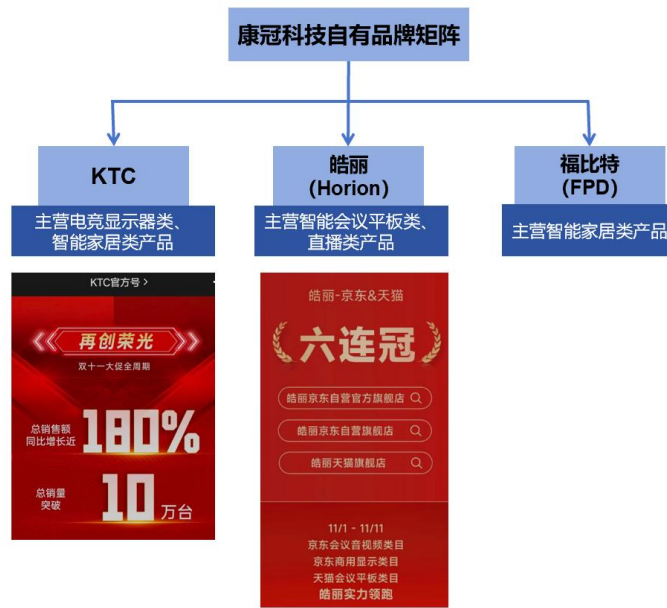 康冠科技自有品牌矩阵
KTC
主营电竞显示器类、
智能家居类产品
皓丽
(Horion)
主营智能会议平板类、
直播类产品
福比特
(FPD)
主营智能家居类产品
KTC官方号 >
再创荣光
双十一大促全周期
总销售额
同比增长近
180%
总销量
突破
10万台
皓丽-京东&天猫
六连冠
皓丽京东自营官方旗舰店
皓丽京东自营旗舰店
皓丽天猫旗舰店
11/1 - 11/11
京东会议音视频类目
京东商用显示类目
天猫会议平板类目
皓丽实力领跑